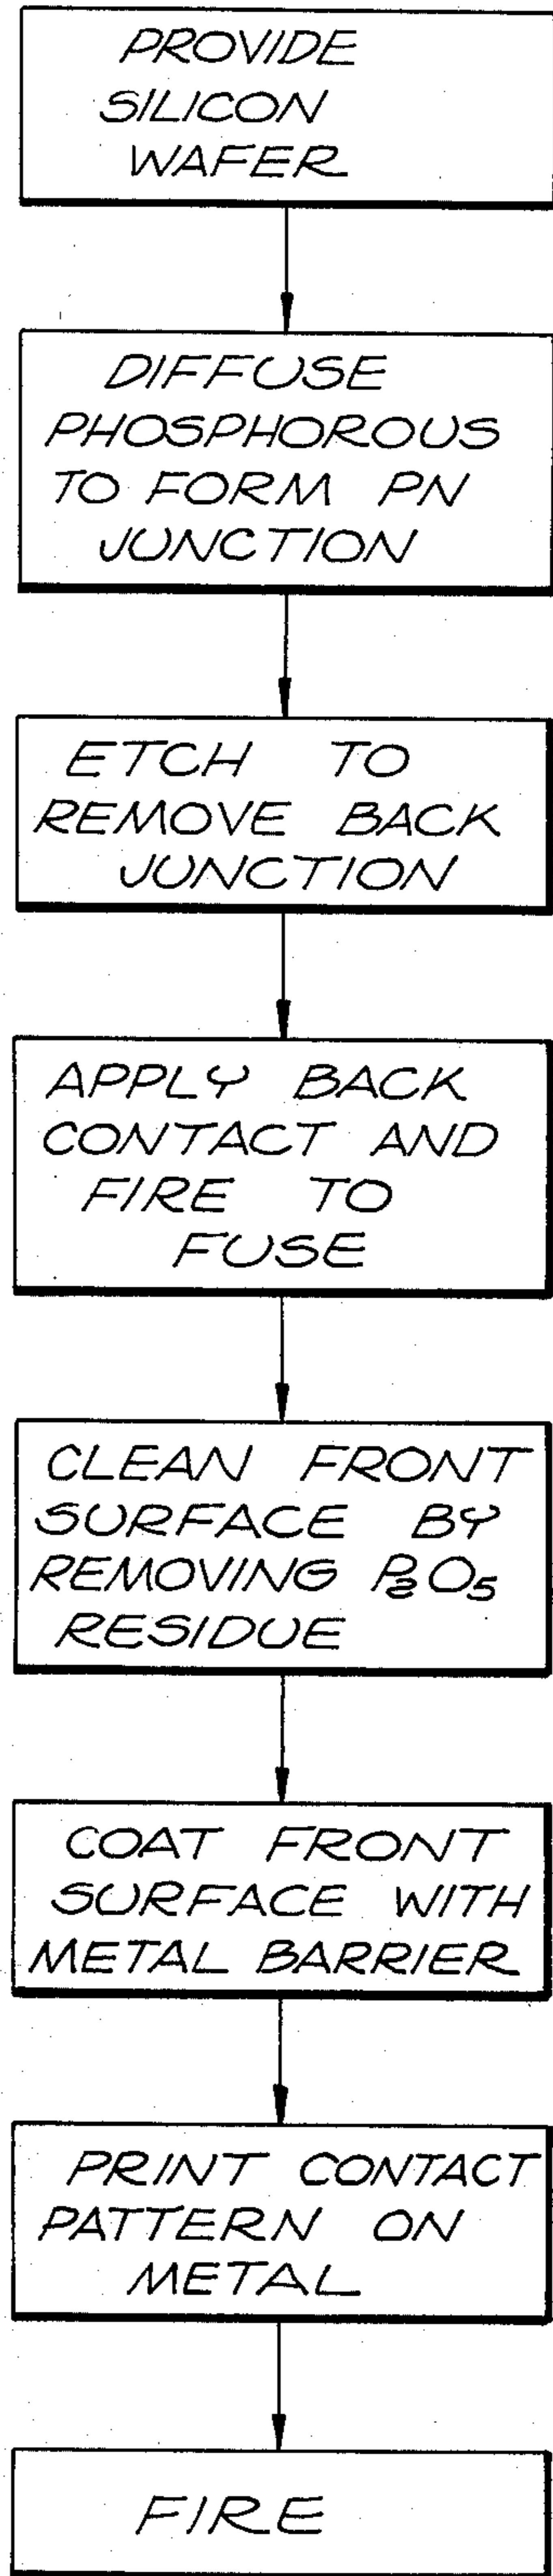 PROVIDE
SILICON
WAFER
DIFFUSE
PHOSPHOROUS
TO FORM PN
JUNCTION
ETCH TO
REMOVE BACK
JUNCTION
APPLY BACK
CONTACT AND
FIRE TO
FUSE
CLEAN FRONT
SURFACE BY
REMOVING P₂O₅
RESIDUE
COAT FRONT
SURFACE WITH
METAL BARRIER
PRINT CONTACT
PATTERN ON
METAL
FIRE